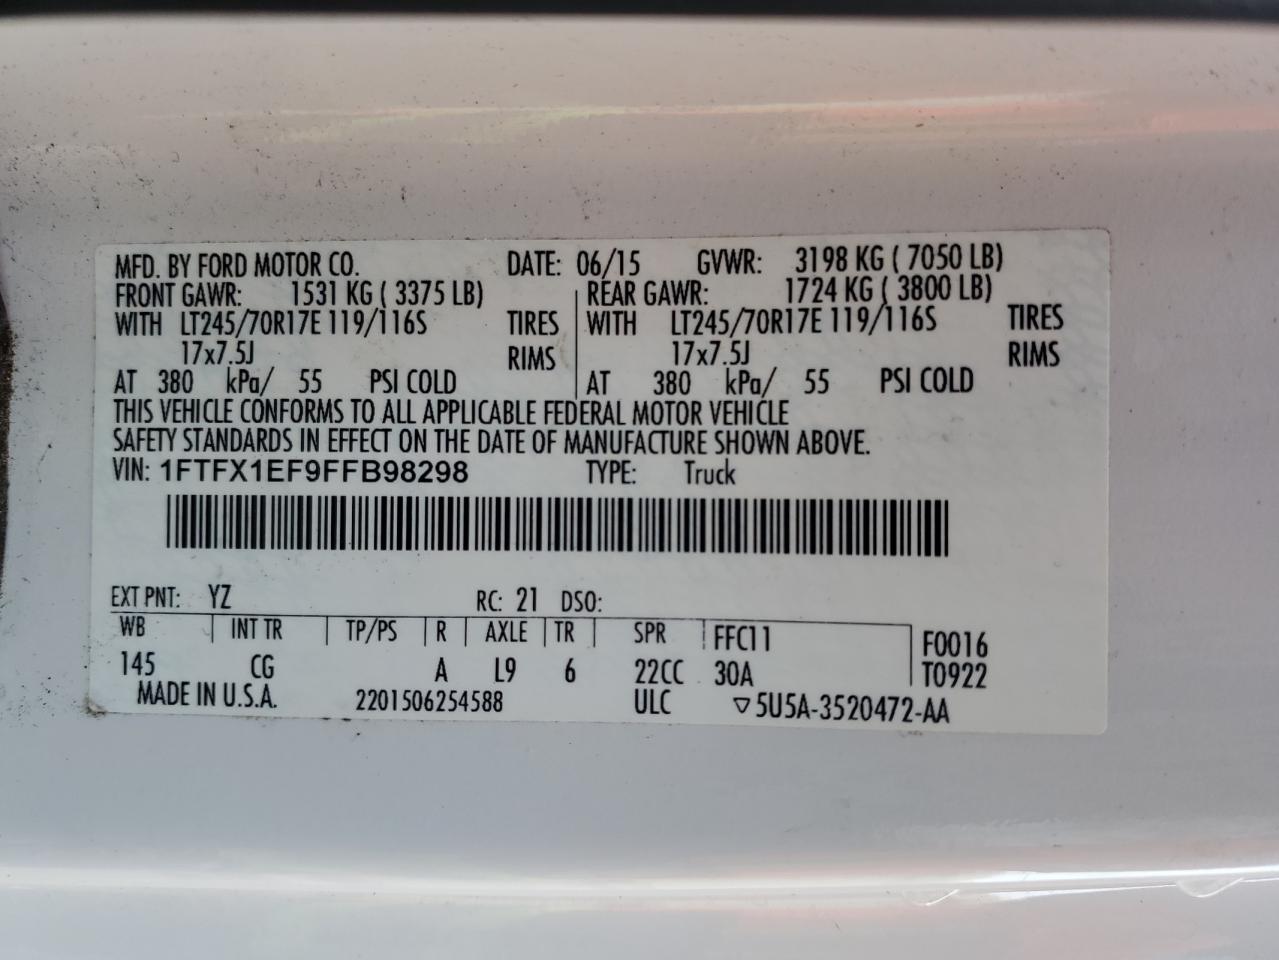 MFD. BY FORD MOTOR CO. DATE: 06/15 GVWR: 3198 KG ( 7050 LB)
FRONT GAWR: 1531 KG ( 3375 LB) REAR GAWR: 1724 KG ( 3800 LB)
WITH LT245/70R17E 119/116S TIRES WITH LT245/70R17E 119/116S TIRES
17x7.5J RIMS 17x7.5J RIMS
AT 380 kPa/ 55 PSI COLD AT 380 kPa/ 55 PSI COLD
THIS VEHICLE CONFORMS TO ALL APPLICABLE FEDERAL MOTOR VEHICLE
SAFETY STANDARDS IN EFFECT ON THE DATE OF MANUFACTURE SHOWN ABOVE.
VIN: 1FTFX1EF9FFB98298 TYPE: Truck
EXT PNT: YZ RC: 21 DSO:
WB INT TR TP/PS R AXLE TR SPR FFC11 F0016
145 CG A L9 6 22CC 30A T0922
MADE IN U.S.A. 2201506254588 ULC ▽5U5A-3520472-AA